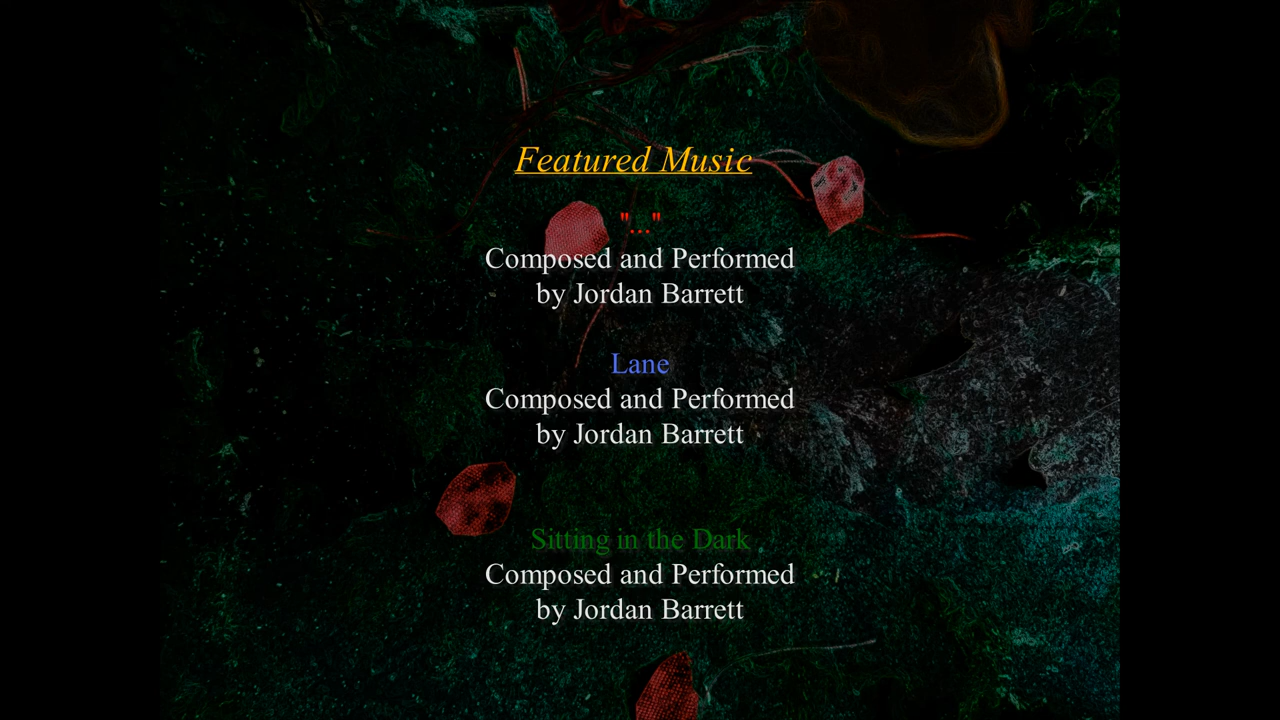 Featured Music
"..."
Composed and Performed
by Jordan Barrett
Lane
Composed and Performed
by Jordan Barrett
Sitting in the Dark
Composed and Performed
by Jordan Barrett